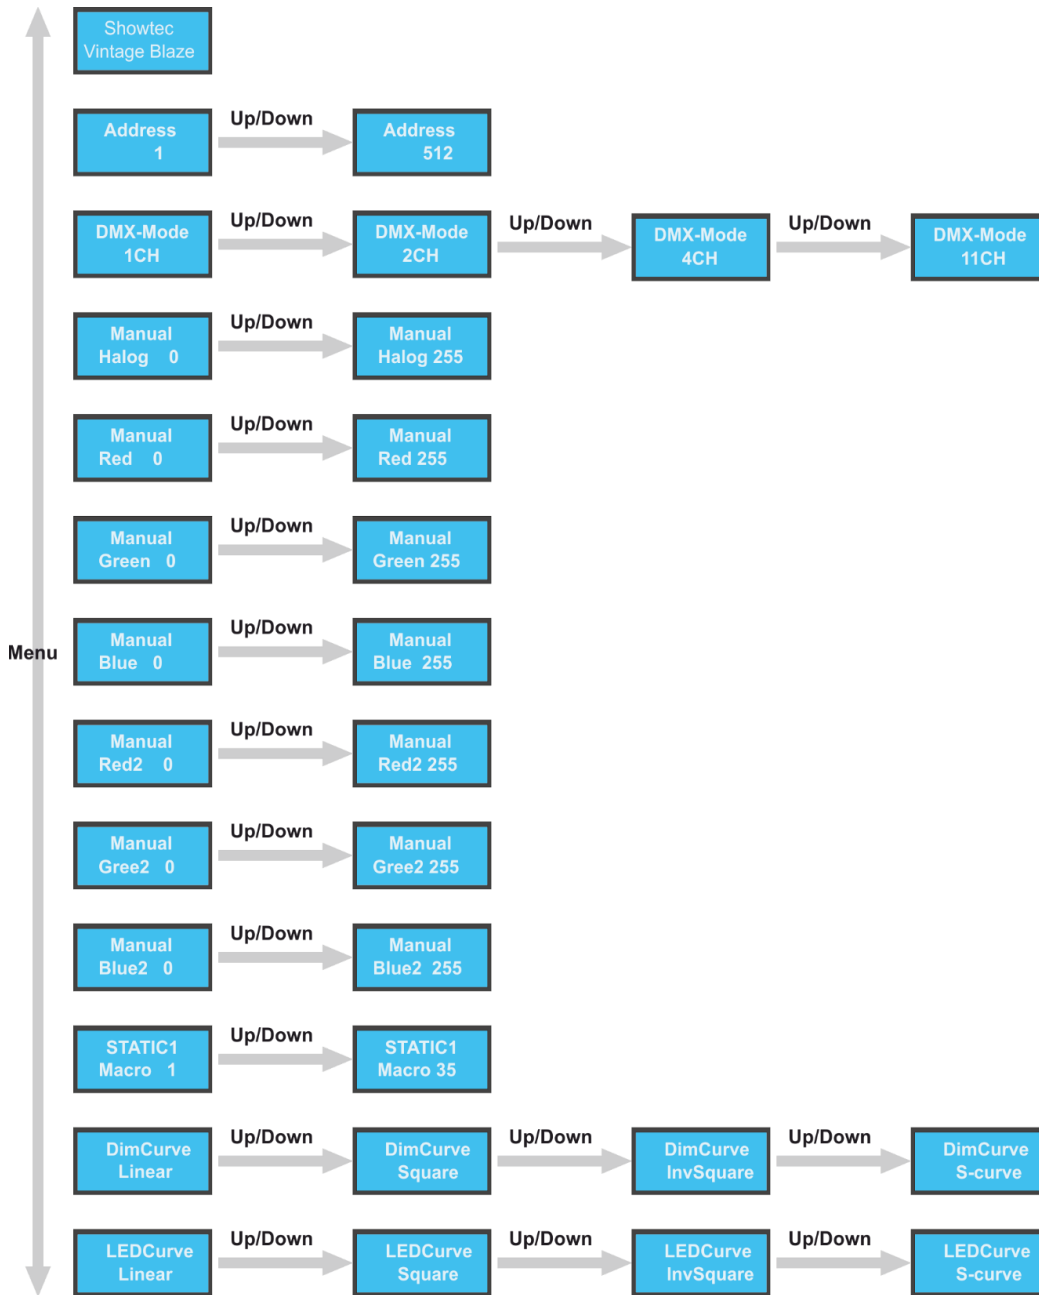 Showtec
Vintage Blaze
Address
1
Up/Down
Address
512
DMX-Mode
1CH
Up/Down
DMX-Mode
2CH
Up/Down
DMX-Mode
4CH
Up/Down
DMX-Mode
11CH
Manual
Halog 0
Up/Down
Manual
Halog 255
Manual
Red 0
Up/Down
Manual
Red 255
Manual
Green 0
Up/Down
Manual
Green 255
Menu
Manual
Blue 0
Up/Down
Manual
Blue 255
Manual
Red2 0
Up/Down
Manual
Red2 255
Manual
Gree2 0
Up/Down
Manual
Gree2 255
Manual
Blue2 0
Up/Down
Manual
Blue2 255
STATIC1
Macro 1
Up/Down
STATIC1
Macro 35
DimCurve
Linear
Up/Down
DimCurve
Square
Up/Down
DimCurve
InvSquare
Up/Down
DimCurve
S-curve
LEDCurve
Linear
Up/Down
LEDCurve
Square
Up/Down
LEDCurve
InvSquare
Up/Down
LEDCurve
S-curve